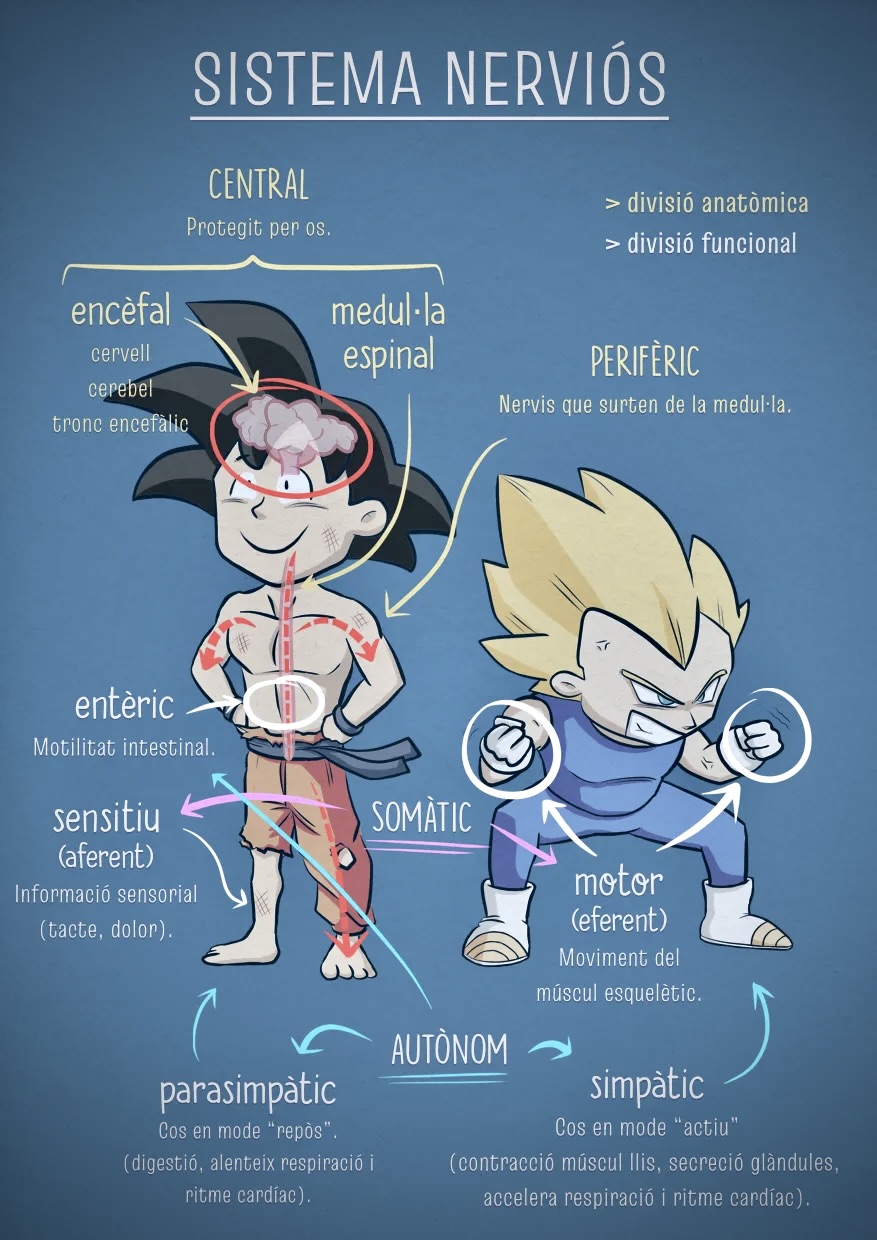 SISTEMA NERVIÓS
CENTRAL
Protegit per os.
> divisió anatòmica
> divisió funcional
encèfal
cervell
cerebel
tronc encefàlic
medul·la
espinal
PERIFÈRIC
Nervis que surten de la medul·la.
entèric
Motilitat intestinal.
sensitiu
(aferent)
Informació sensorial
(tacte, dolor).
SOMÀTIC
motor
(eferent)
Moviment del
múscul esquelètic.
AUTÒNOM
parasimpàtic
Cos en mode “repòs”.
(digestió, alenteix respiració i
ritme cardíac).
simpàtic
Cos en mode “actiu”
(contracció múscul llis, secreció glàndules,
accelera respiració i ritme cardíac).